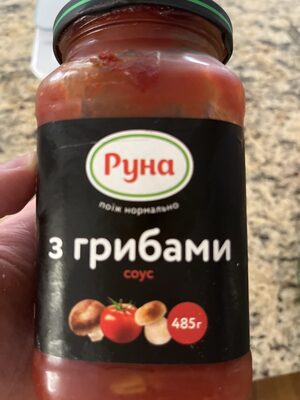 Руна
поїж нормально
з грибами
соус
485г